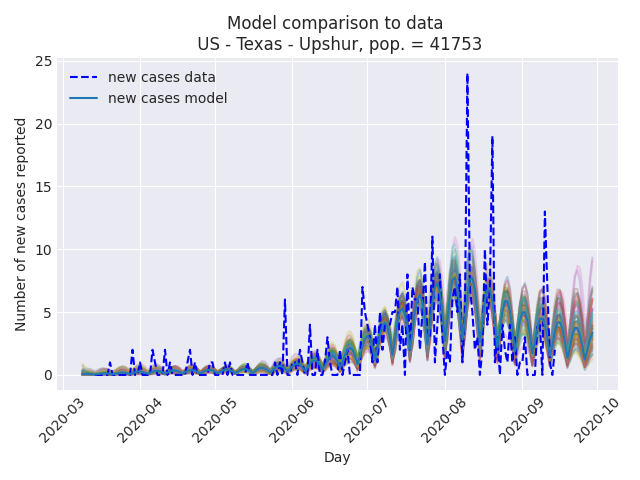 Model comparison to data
US - Texas - Upshur, pop. = 41753
25
20
15
10
5
0
Number of new cases reported
new cases data
new cases model
2020-03
2020-04
2020-05
2020-06
2020-07
2020-08
2020-09
2020-10
Day